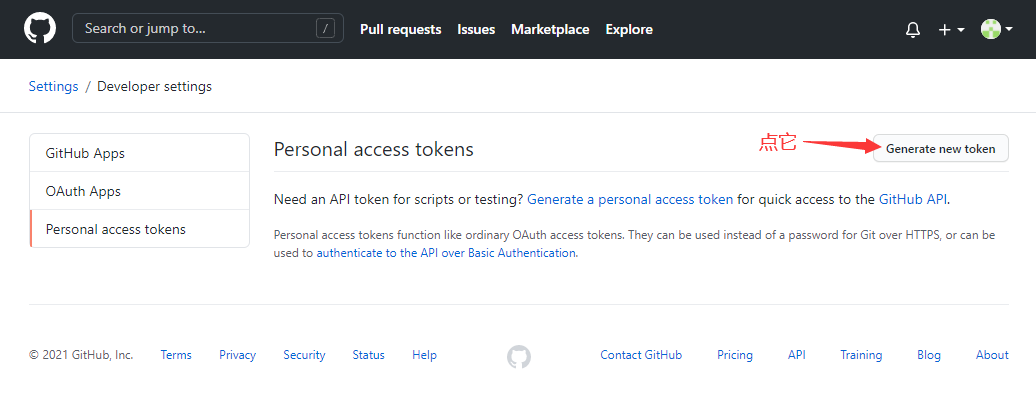 Search or jump to... / Pull requests Issues Marketplace Explore
Settings / Developer settings
GitHub Apps
OAuth Apps
Personal access tokens
Personal access tokens
点它
Generate new token
Need an API token for scripts or testing? Generate a personal access token for quick access to the GitHub API.
Personal access tokens function like ordinary OAuth access tokens. They can be used instead of a password for Git over HTTPS, or can be
used to authenticate to the API over Basic Authentication.
© 2021 GitHub, Inc. Terms Privacy Security Status Help Contact GitHub Pricing API Training Blog About